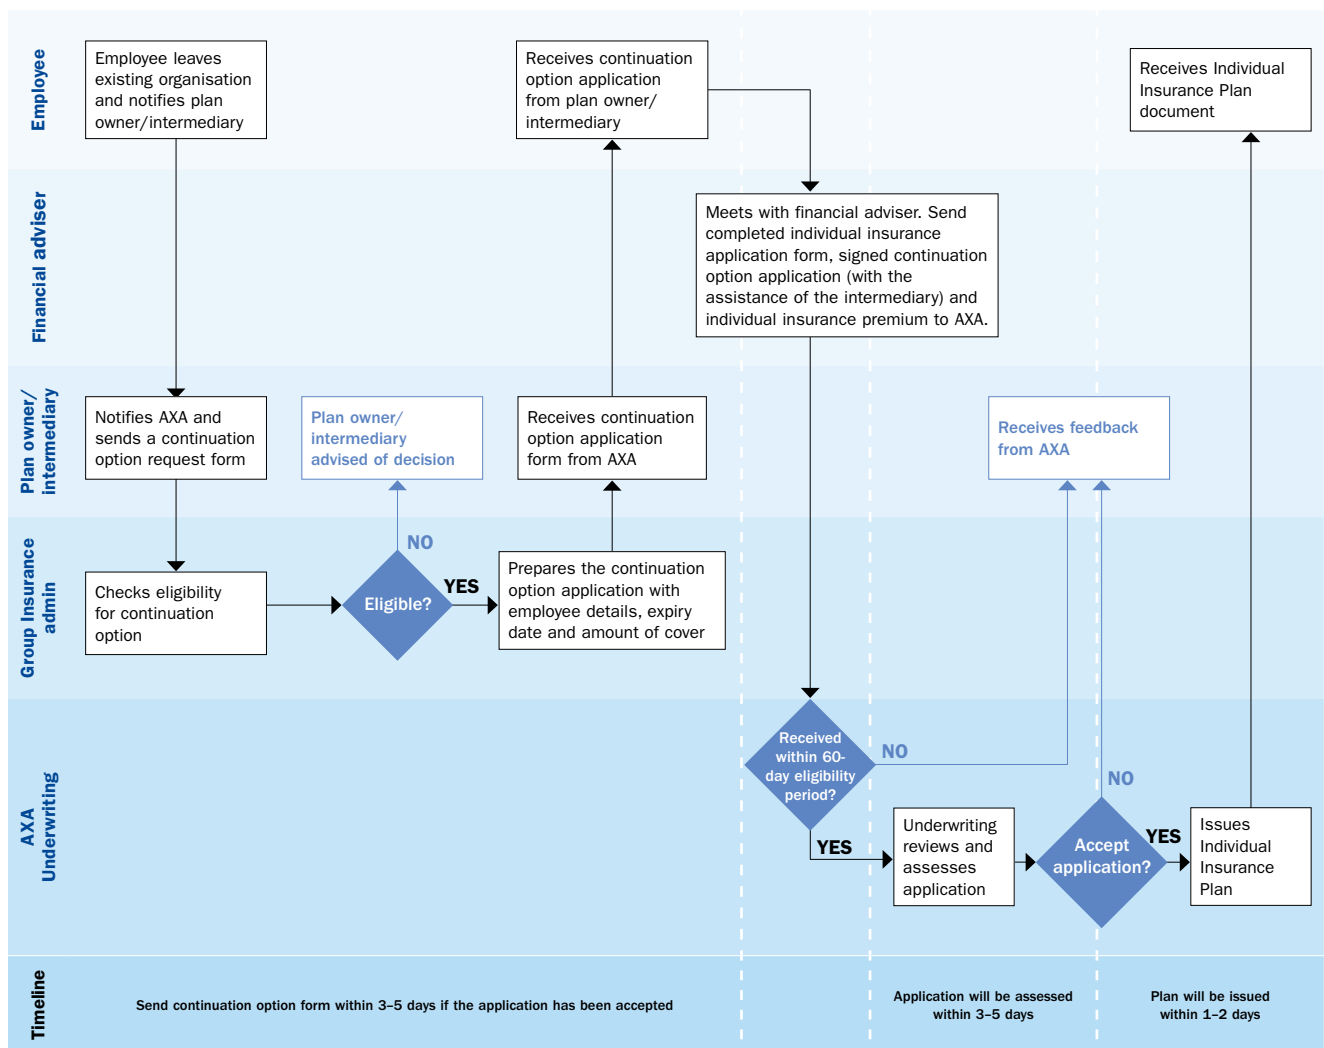 Employee
Employee leaves
existing organisation
and notifies plan
owner/intermediary
Receives continuation
option application
from plan owner/
intermediary
Receives Individual
Insurance Plan
document
Financial adviser
Meets with financial adviser. Send
completed individual insurance
application form, signed continuation
option application (with the
assistance of the intermediary) and
individual insurance premium to AXA.
Plan owner/
intermediary
Notifies AXA and
sends a continuation
option request form
Plan owner/
intermediary
advised of decision
Receives continuation
option application
form from AXA
Receives feedback
from AXA
Group Insurance
admin
Checks eligibility
for continuation
option
Eligible?
NO
YES
Prepares the continuation
option application with
employee details, expiry
date and amount of cover
AXA
Underwriting
Received
within 60-
day eligibility
period?
NO
YES
Underwriting
reviews and
assesses
application
Accept
application?
NO
YES
Issues
Individual
Insurance
Plan
Timeline
Send continuation option form within 3–5 days if the application has been accepted
Application will be assessed
within 3–5 days
Plan will be issued
within 1–2 days